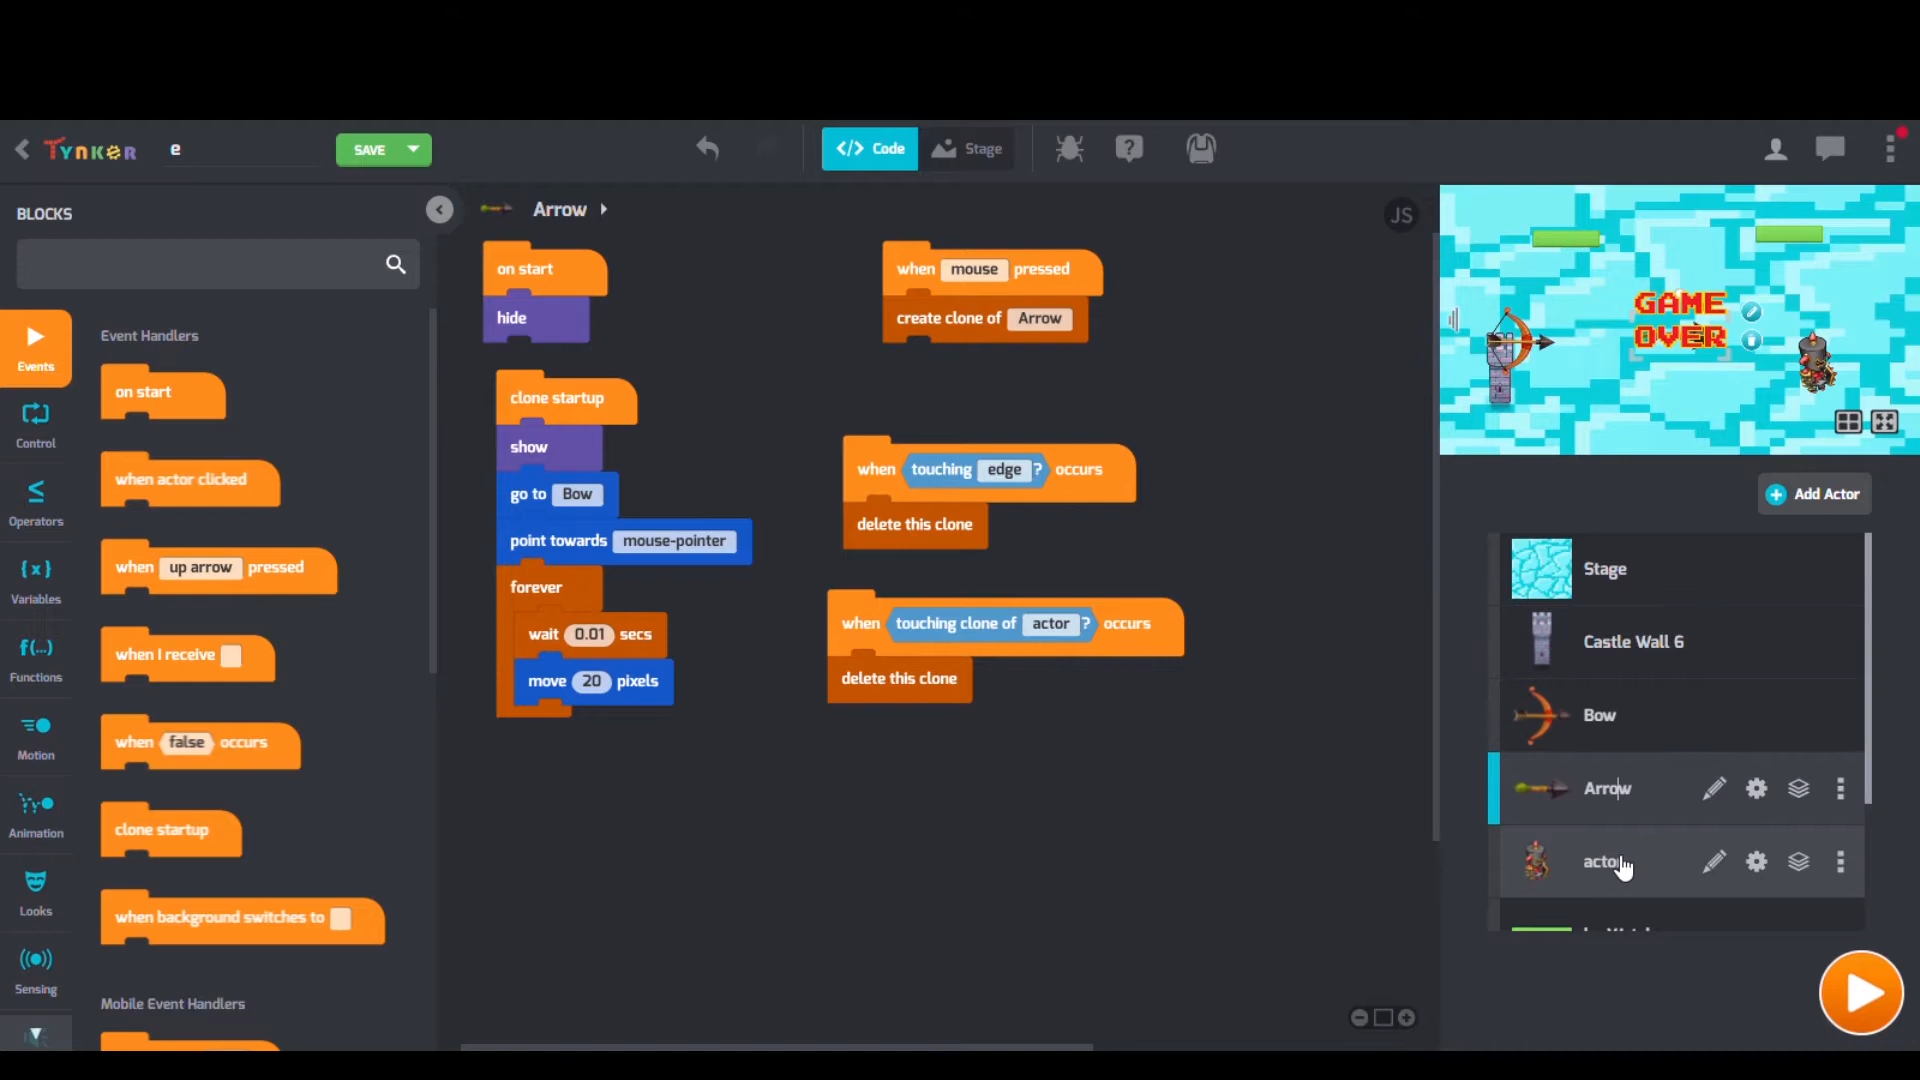 TYNKER
e
SAVE
</> Code
Stage
?
BLOCKS
Arrow
JS
Events
Control
Operators
{x}
Variables
f(...)
Functions
Motion
Animation
Looks
Sensing
Event Handlers
on start
when actor clicked
when up arrow pressed
when I receive
when false occurs
clone startup
when background switches to
Mobile Event Handlers
on start
hide
clone startup
show
go to Bow
point towards mouse-pointer
forever
wait 0.01 secs
move 20 pixels
when mouse pressed
create clone of Arrow
when touching edge ? occurs
delete this clone
when touching clone of actor ? occurs
delete this clone
GAME
OVER
Add Actor
Stage
Castle Wall 6
Bow
Arrow
actor